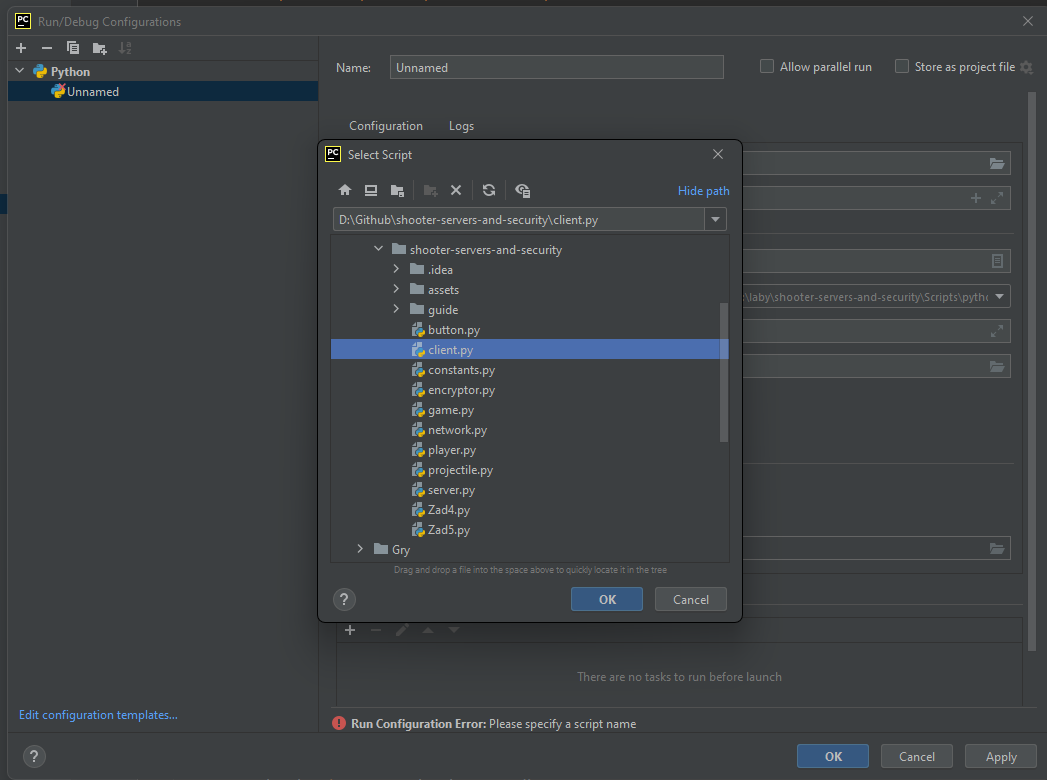 PC Run/Debug Configurations
Python
Unnamed
Name: Unnamed Allow parallel run Store as project file
Configuration Logs
PC Select Script
Hide path
D:\Github\shooter-servers-and-security\client.py
shooter-servers-and-security
.idea
assets
guide
button.py
client.py
constants.py
encryptor.py
game.py
network.py
player.py
projectile.py
server.py
Zad4.py
Zad5.py
Gry
Drag and drop a file into the space above to quickly locate it in the tree
? OK Cancel
\laby\shooter-servers-and-security\Scripts\pytho
There are no tasks to run before launch
Edit configuration templates...
Run Configuration Error: Please specify a script name
? OK Cancel Apply